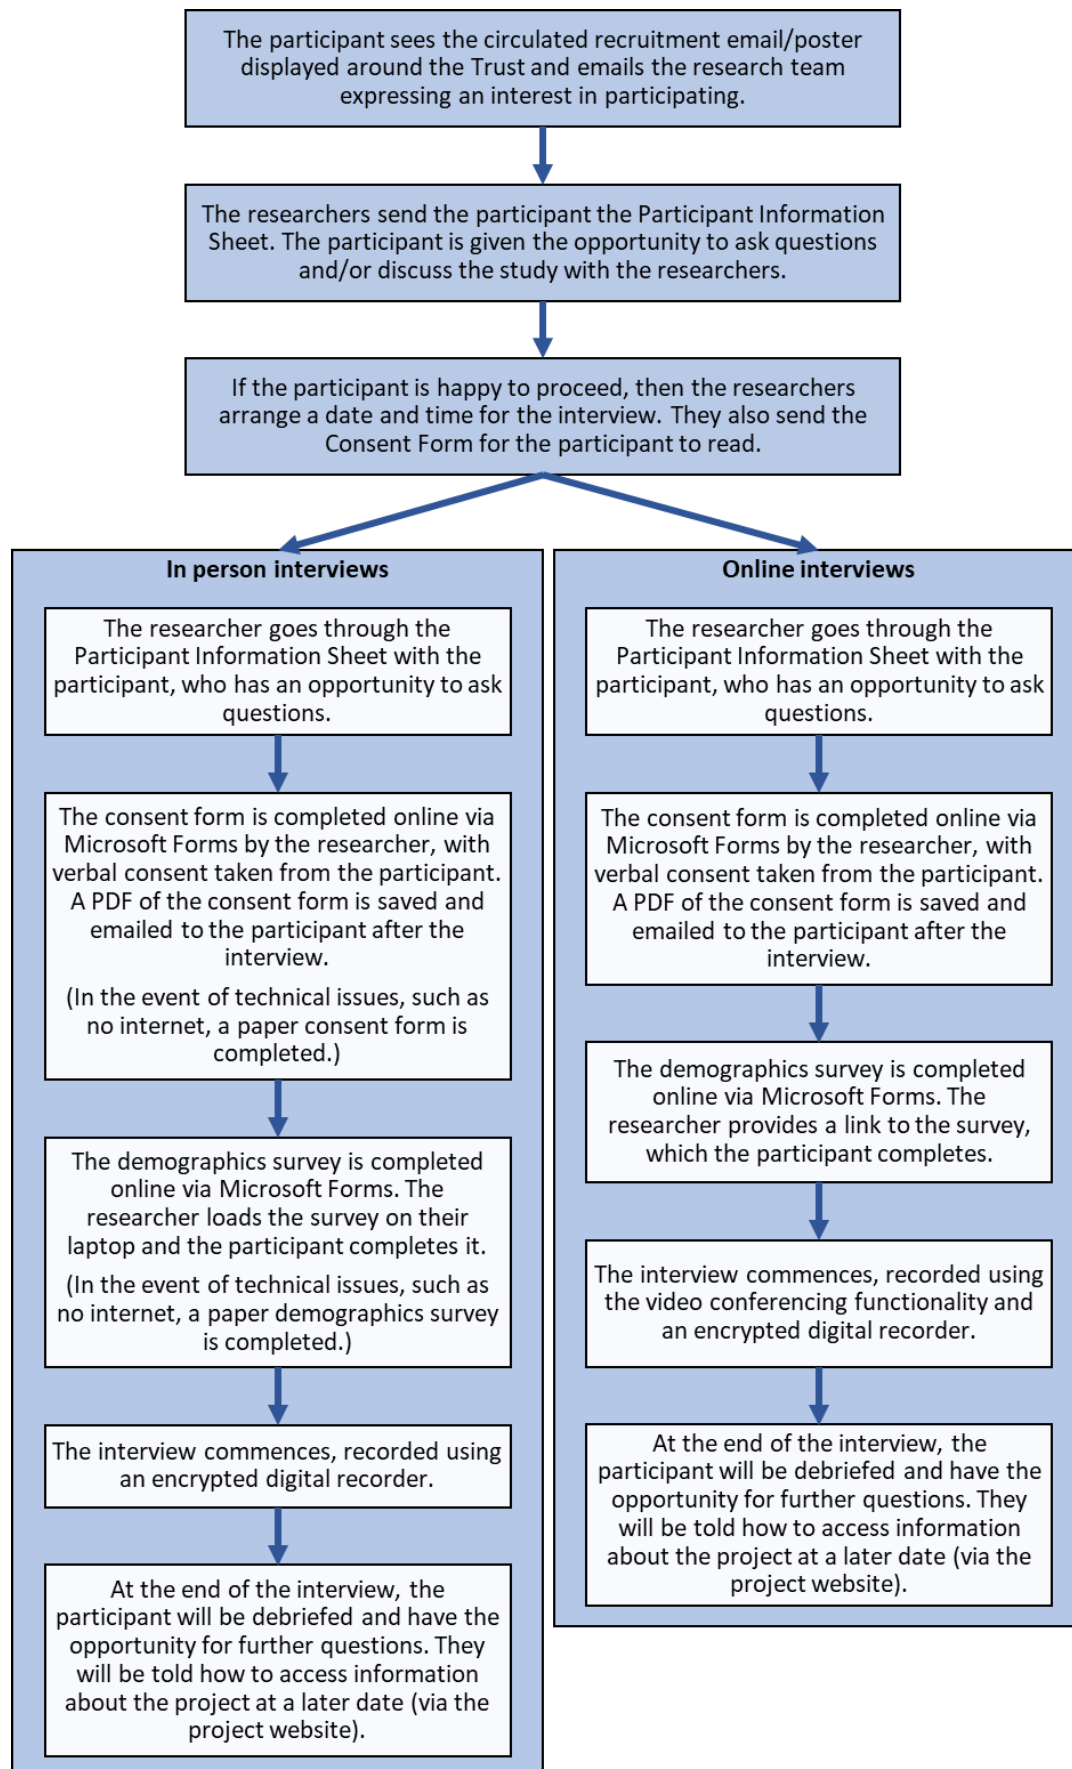 The participant sees the circulated recruitment email/poster
displayed around the Trust and emails the research team
expressing an interest in participating.
The researchers send the participant the Participant Information
Sheet. The participant is given the opportunity to ask questions
and/or discuss the study with the researchers.
If the participant is happy to proceed, then the researchers
arrange a date and time for the interview. They also send the
Consent Form for the participant to read.
In person interviews
The researcher goes through the
Participant Information Sheet with the
participant, who has an opportunity to ask
questions.
The consent form is completed online via
Microsoft Forms by the researcher, with
verbal consent taken from the participant.
A PDF of the consent form is saved and
emailed to the participant after the
interview.
(In the event of technical issues, such as
no internet, a paper consent form is
completed.)
The demographics survey is completed
online via Microsoft Forms. The
researcher loads the survey on their
laptop and the participant completes it.
(In the event of technical issues, such as
no internet, a paper demographics survey
is completed.)
The interview commences, recorded using
an encrypted digital recorder.
At the end of the interview, the
participant will be debriefed and have the
opportunity for further questions. They
will be told how to access information
about the project at a later date (via the
project website).
Online interviews
The researcher goes through the
Participant Information Sheet with the
participant, who has an opportunity to ask
questions.
The consent form is completed online via
Microsoft Forms by the researcher, with
verbal consent taken from the participant.
A PDF of the consent form is saved and
emailed to the participant after the
interview.
The demographics survey is completed
online via Microsoft Forms. The
researcher provides a link to the survey,
which the participant completes.
The interview commences, recorded using
the video conferencing functionality and
an encrypted digital recorder.
At the end of the interview, the
participant will be debriefed and have the
opportunity for further questions. They
will be told how to access information
about the project at a later date (via the
project website).